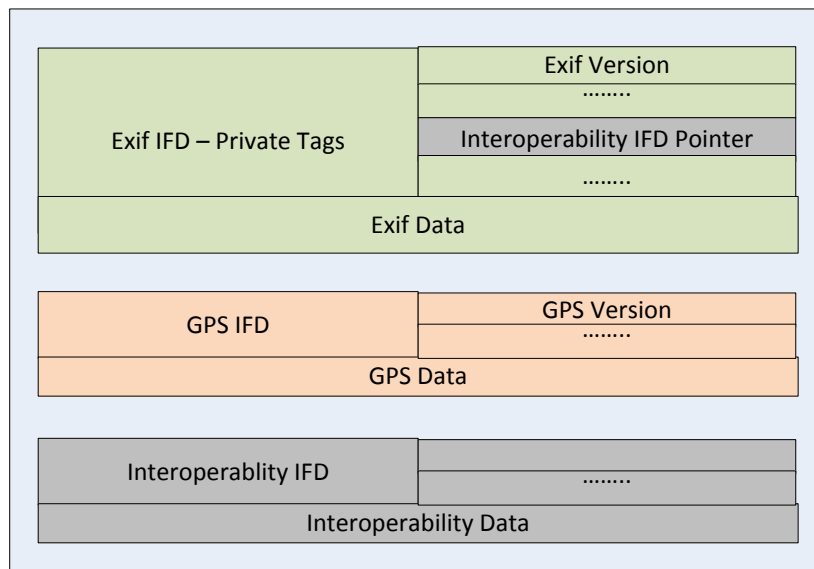 Exif Version
........
Exif IFD – Private Tags
Interoperability IFD Pointer
........
Exif Data
GPS IFD
GPS Version
........
GPS Data
Interoperablity IFD
........
Interoperability Data